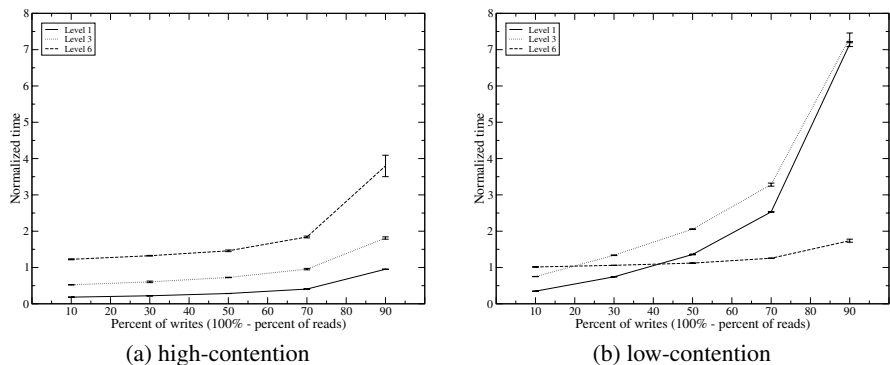 8
7
6
5
4
3
2
1
0
Normalized time
Level 1
Level 3
Level 6
10 20 30 40 50 60 70 80 90
Percent of writes (100% - percent of reads)
(a) high-contention
8
7
6
5
4
3
2
1
0
Normalized time
Level 1
Level 3
Level 6
10 20 30 40 50 60 70 80 90
Percent of writes (100% - percent of reads)
(b) low-contention